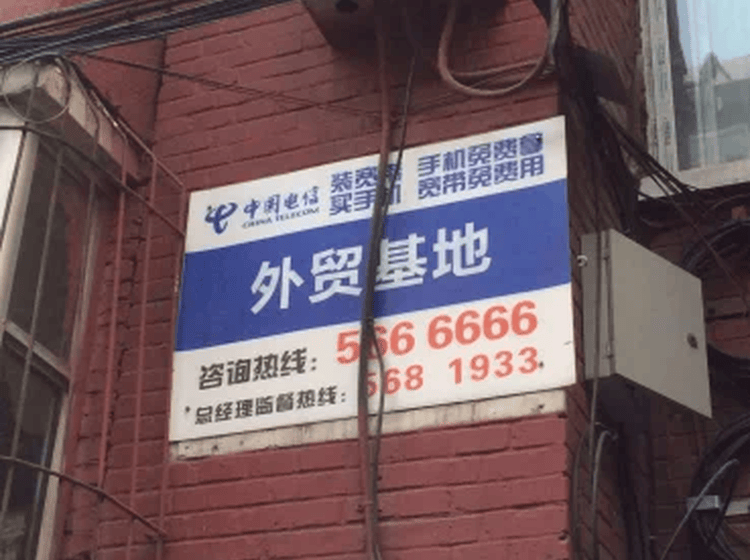 中国电信
CHINA TELECOM
装宽带 手机免费拿
买手机 宽带免费用
外贸基地
咨询热线：566 6666
总经理监督热线：568 1933